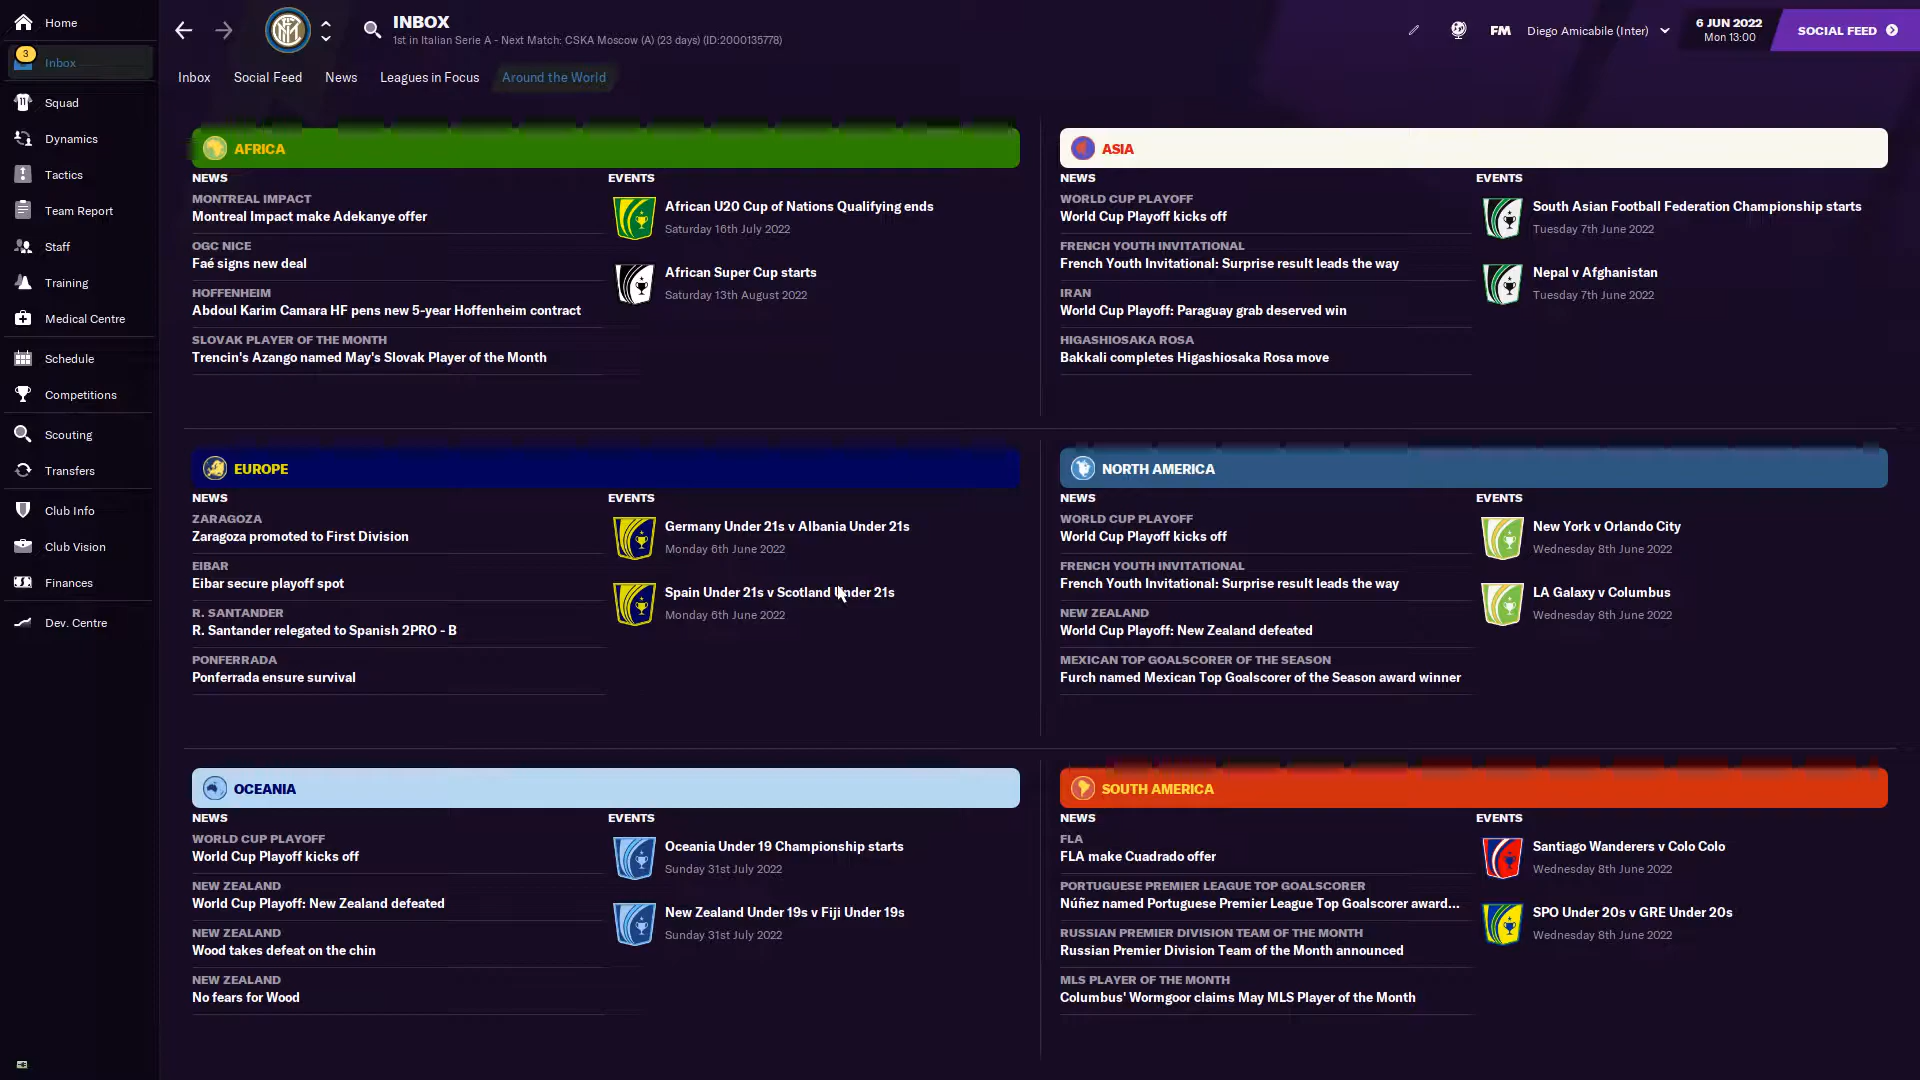 Home
3
Inbox
Squad
Dynamics
Tactics
Team Report
Staff
Training
Medical Centre
Schedule
Competitions
Scouting
Transfers
Club Info
Club Vision
Finances
Dev. Centre
INBOX
1st in Italian Serie A - Next Match: CSKA Moscow (A) (23 days) (ID:2000135778)
FM
Diego Amicabile (Inter)
6 JUN 2022
Mon 13:00
SOCIAL FEED
Inbox
Social Feed
News
Leagues in Focus
Around the World
AFRICA
NEWS
MONTREAL IMPACT
Montreal Impact make Adekanye offer
OGC NICE
Faé signs new deal
HOFFENHEIM
Abdoul Karim Camara HF pens new 5-year Hoffenheim contract
SLOVAK PLAYER OF THE MONTH
Trencin's Azango named May's Slovak Player of the Month
EVENTS
African U20 Cup of Nations Qualifying ends
Saturday 16th July 2022
African Super Cup starts
Saturday 13th August 2022
ASIA
NEWS
WORLD CUP PLAYOFF
World Cup Playoff kicks off
FRENCH YOUTH INVITATIONAL
French Youth Invitational: Surprise result leads the way
IRAN
World Cup Playoff: Paraguay grab deserved win
HIGASHIOSAKA ROSA
Bakkali completes Higashiosaka Rosa move
EVENTS
South Asian Football Federation Championship starts
Tuesday 7th June 2022
Nepal v Afghanistan
Tuesday 7th June 2022
EUROPE
NEWS
ZARAGOZA
Zaragoza promoted to First Division
EIBAR
Eibar secure playoff spot
R. SANTANDER
R. Santander relegated to Spanish 2PRO - B
PONFERRADA
Ponferrada ensure survival
EVENTS
Germany Under 21s v Albania Under 21s
Monday 6th June 2022
Spain Under 21s v Scotland Under 21s
Monday 6th June 2022
NORTH AMERICA
NEWS
WORLD CUP PLAYOFF
World Cup Playoff kicks off
FRENCH YOUTH INVITATIONAL
French Youth Invitational: Surprise result leads the way
NEW ZEALAND
World Cup Playoff: New Zealand defeated
MEXICAN TOP GOALSCORER OF THE SEASON
Furch named Mexican Top Goalscorer of the Season award winner
EVENTS
New York v Orlando City
Wednesday 8th June 2022
LA Galaxy v Columbus
Wednesday 8th June 2022
OCEANIA
NEWS
WORLD CUP PLAYOFF
World Cup Playoff kicks off
NEW ZEALAND
World Cup Playoff: New Zealand defeated
NEW ZEALAND
Wood takes defeat on the chin
NEW ZEALAND
No fears for Wood
EVENTS
Oceania Under 19 Championship starts
Sunday 31st July 2022
New Zealand Under 19s v Fiji Under 19s
Sunday 31st July 2022
SOUTH AMERICA
NEWS
FLA
FLA make Cuadrado offer
PORTUGUESE PREMIER LEAGUE TOP GOALSCORER
Núñez named Portuguese Premier League Top Goalscorer award...
RUSSIAN PREMIER DIVISION TEAM OF THE MONTH
Russian Premier Division Team of the Month announced
MLS PLAYER OF THE MONTH
Columbus' Wormgoor claims May MLS Player of the Month
EVENTS
Santiago Wanderers v Colo Colo
Wednesday 8th June 2022
SPO Under 20s v GRE Under 20s
Wednesday 8th June 2022